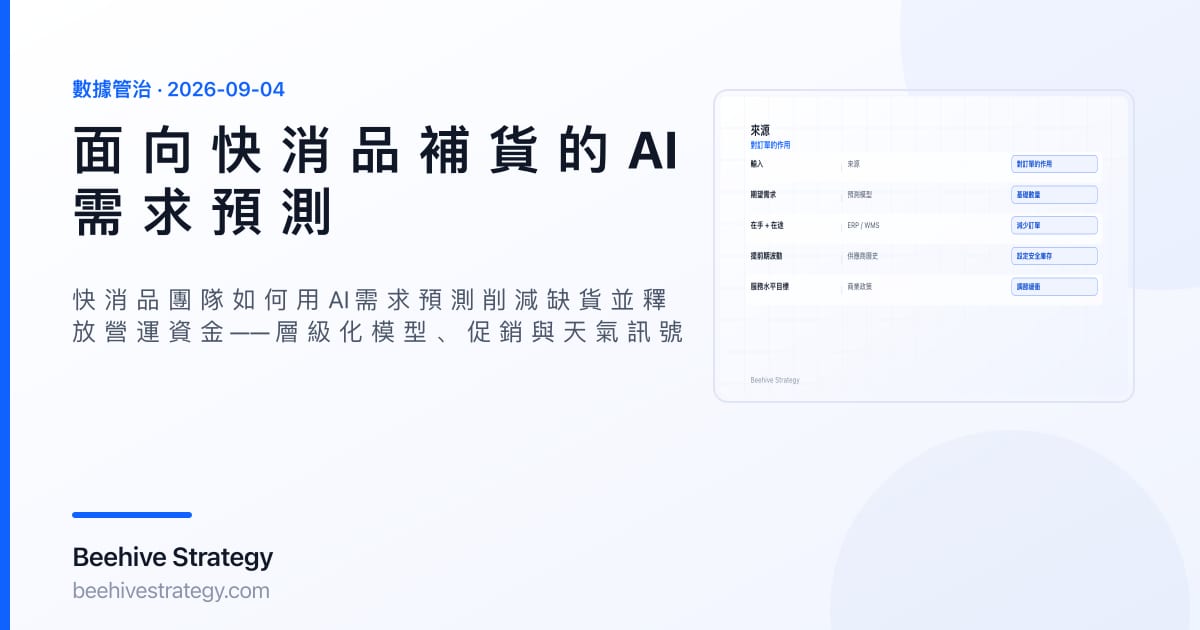 數據管治 · 2026-09-04
面向快消品補貨的 AI
需求預測
快消品團隊如何用 AI需求預測削減缺貨並釋
放營運資金——層級化模型、促銷與天氣訊號
Beehive Strategy
beehivestrategy.com
來源
對訂單的作用
輸入 來源 對訂單的作用
期望需求 預測模型 基礎數量
在手 + 在途 ERP / WMS 減少訂單
提前期波動 供應商歷史 設定安全庫存
服務水平目標 商業政策 調節緩衝
Beehive Strategy